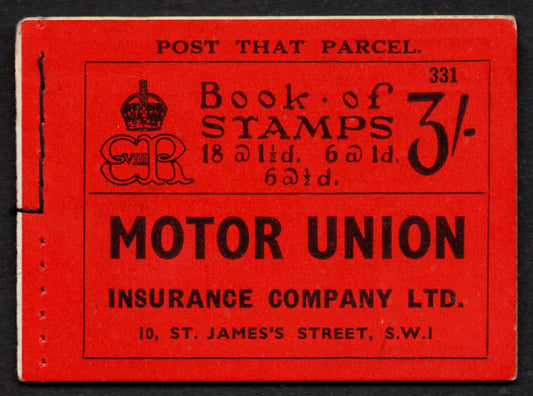 POST THAT PARCEL.
331
Book · of
STAMPS
3/-
18 @ 1½d. 6 @ 1d.
6 @ ½d.
EVIIIR
MOTOR UNION
INSURANCE COMPANY LTD.
10, ST. JAMES'S STREET, S.W.1